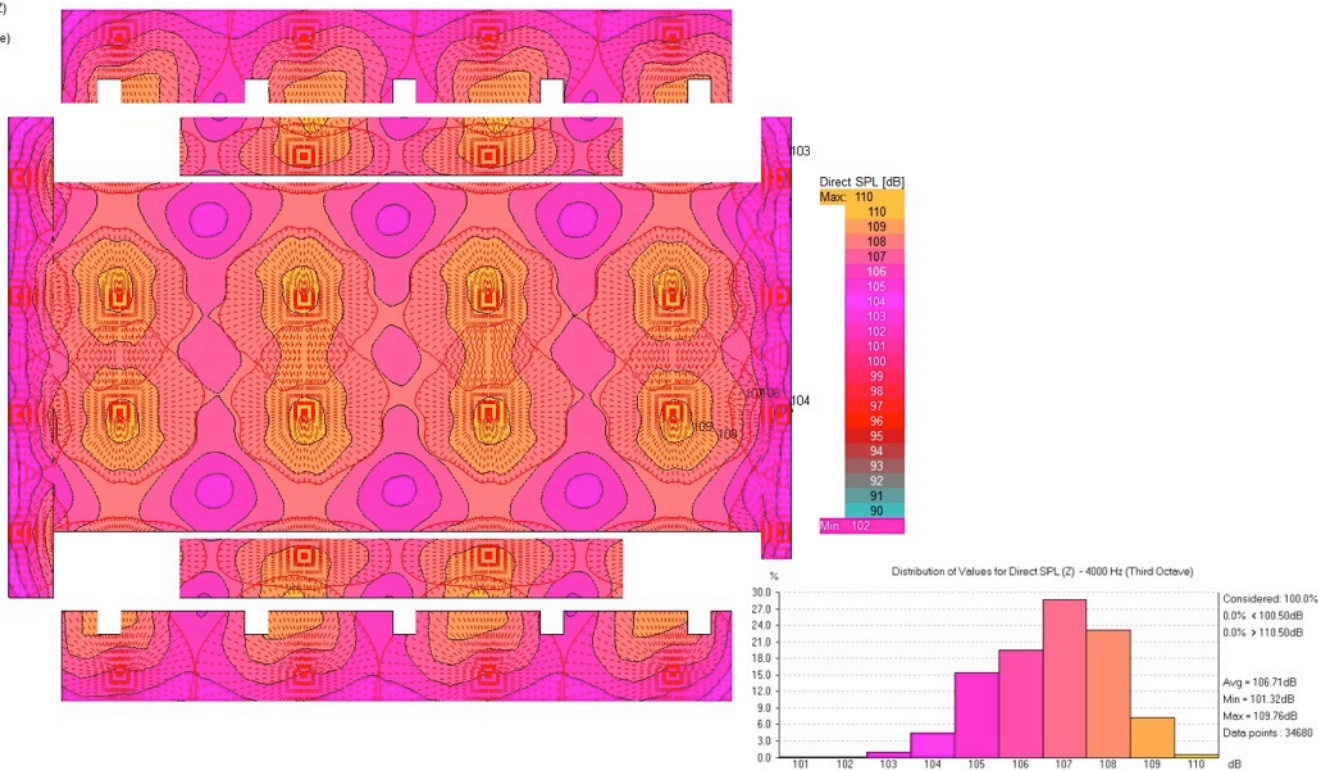 Z)
e)
103
104
109
108
Direct SPL [dB]
Max: 110
110
109
108
107
106
105
104
103
102
101
100
99
98
97
96
95
94
93
92
91
90
Min 102
Distribution of Values for Direct SPL (Z) - 4000 Hz (Third Octave)
%
30.0
27.0
24.0
21.0
18.0
15.0
12.0
9.0
6.0
3.0
0.0
101 102 103 104 105 106 107 108 109 110 dB
Considered: 100.0%
0.0% < 100.50dB
0.0% > 110.50dB
Avg = 106.71dB
Min = 101.32dB
Max = 109.76dB
Data points : 34680